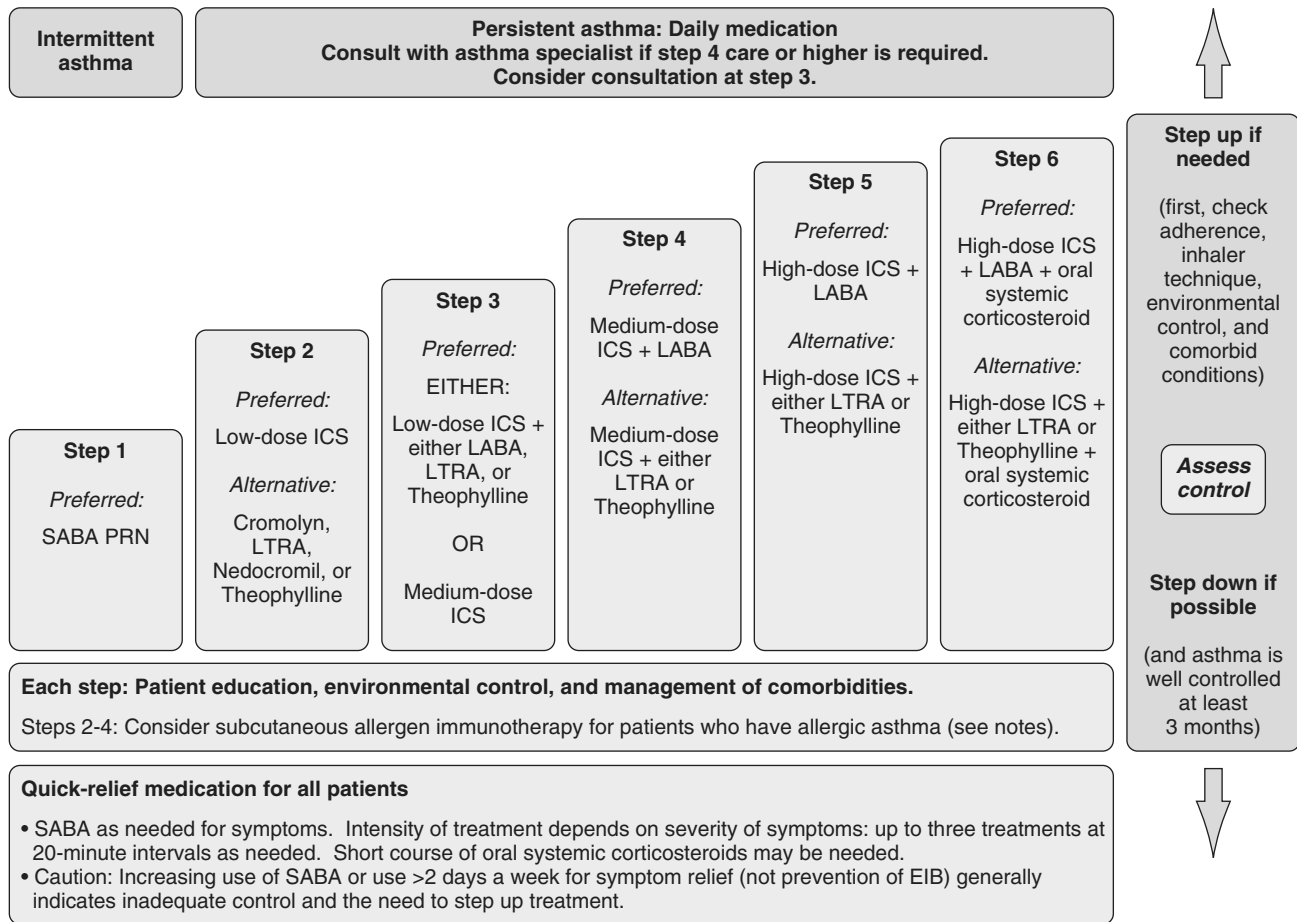 Intermittent
asthma
Persistent asthma: Daily medication
Consult with asthma specialist if step 4 care or higher is required.
Consider consultation at step 3.
Step 1
Preferred:
SABA PRN
Step 2
Preferred:
Low-dose ICS
Alternative:
Cromolyn,
LTRA,
Nedocromil, or
Theophylline
Step 3
Preferred:
EITHER:
Low-dose ICS +
either LABA,
LTRA, or
Theophylline
OR
Medium-dose
ICS
Step 4
Preferred:
Medium-dose
ICS + LABA
Alternative:
Medium-dose
ICS + either
LTRA or
Theophylline
Step 5
Preferred:
High-dose ICS +
LABA
Alternative:
High-dose ICS +
either LTRA or
Theophylline
Step 6
Preferred:
High-dose ICS
+ LABA + oral
systemic
corticosteroid
Alternative:
High-dose ICS +
either LTRA or
Theophylline +
oral systemic
corticosteroid
Step up if
needed
(first, check
adherence,
inhaler
technique,
environmental
control, and
comorbid
conditions)
Assess
control
Step down if
possible
(and asthma is
well controlled
at least
3 months)
Each step: Patient education, environmental control, and management of comorbidities.
Steps 2-4: Consider subcutaneous allergen immunotherapy for patients who have allergic asthma (see notes).
Quick-relief medication for all patients
• SABA as needed for symptoms. Intensity of treatment depends on severity of symptoms: up to three treatments at
20-minute intervals as needed. Short course of oral systemic corticosteroids may be needed.
• Caution: Increasing use of SABA or use >2 days a week for symptom relief (not prevention of EIB) generally
indicates inadequate control and the need to step up treatment.